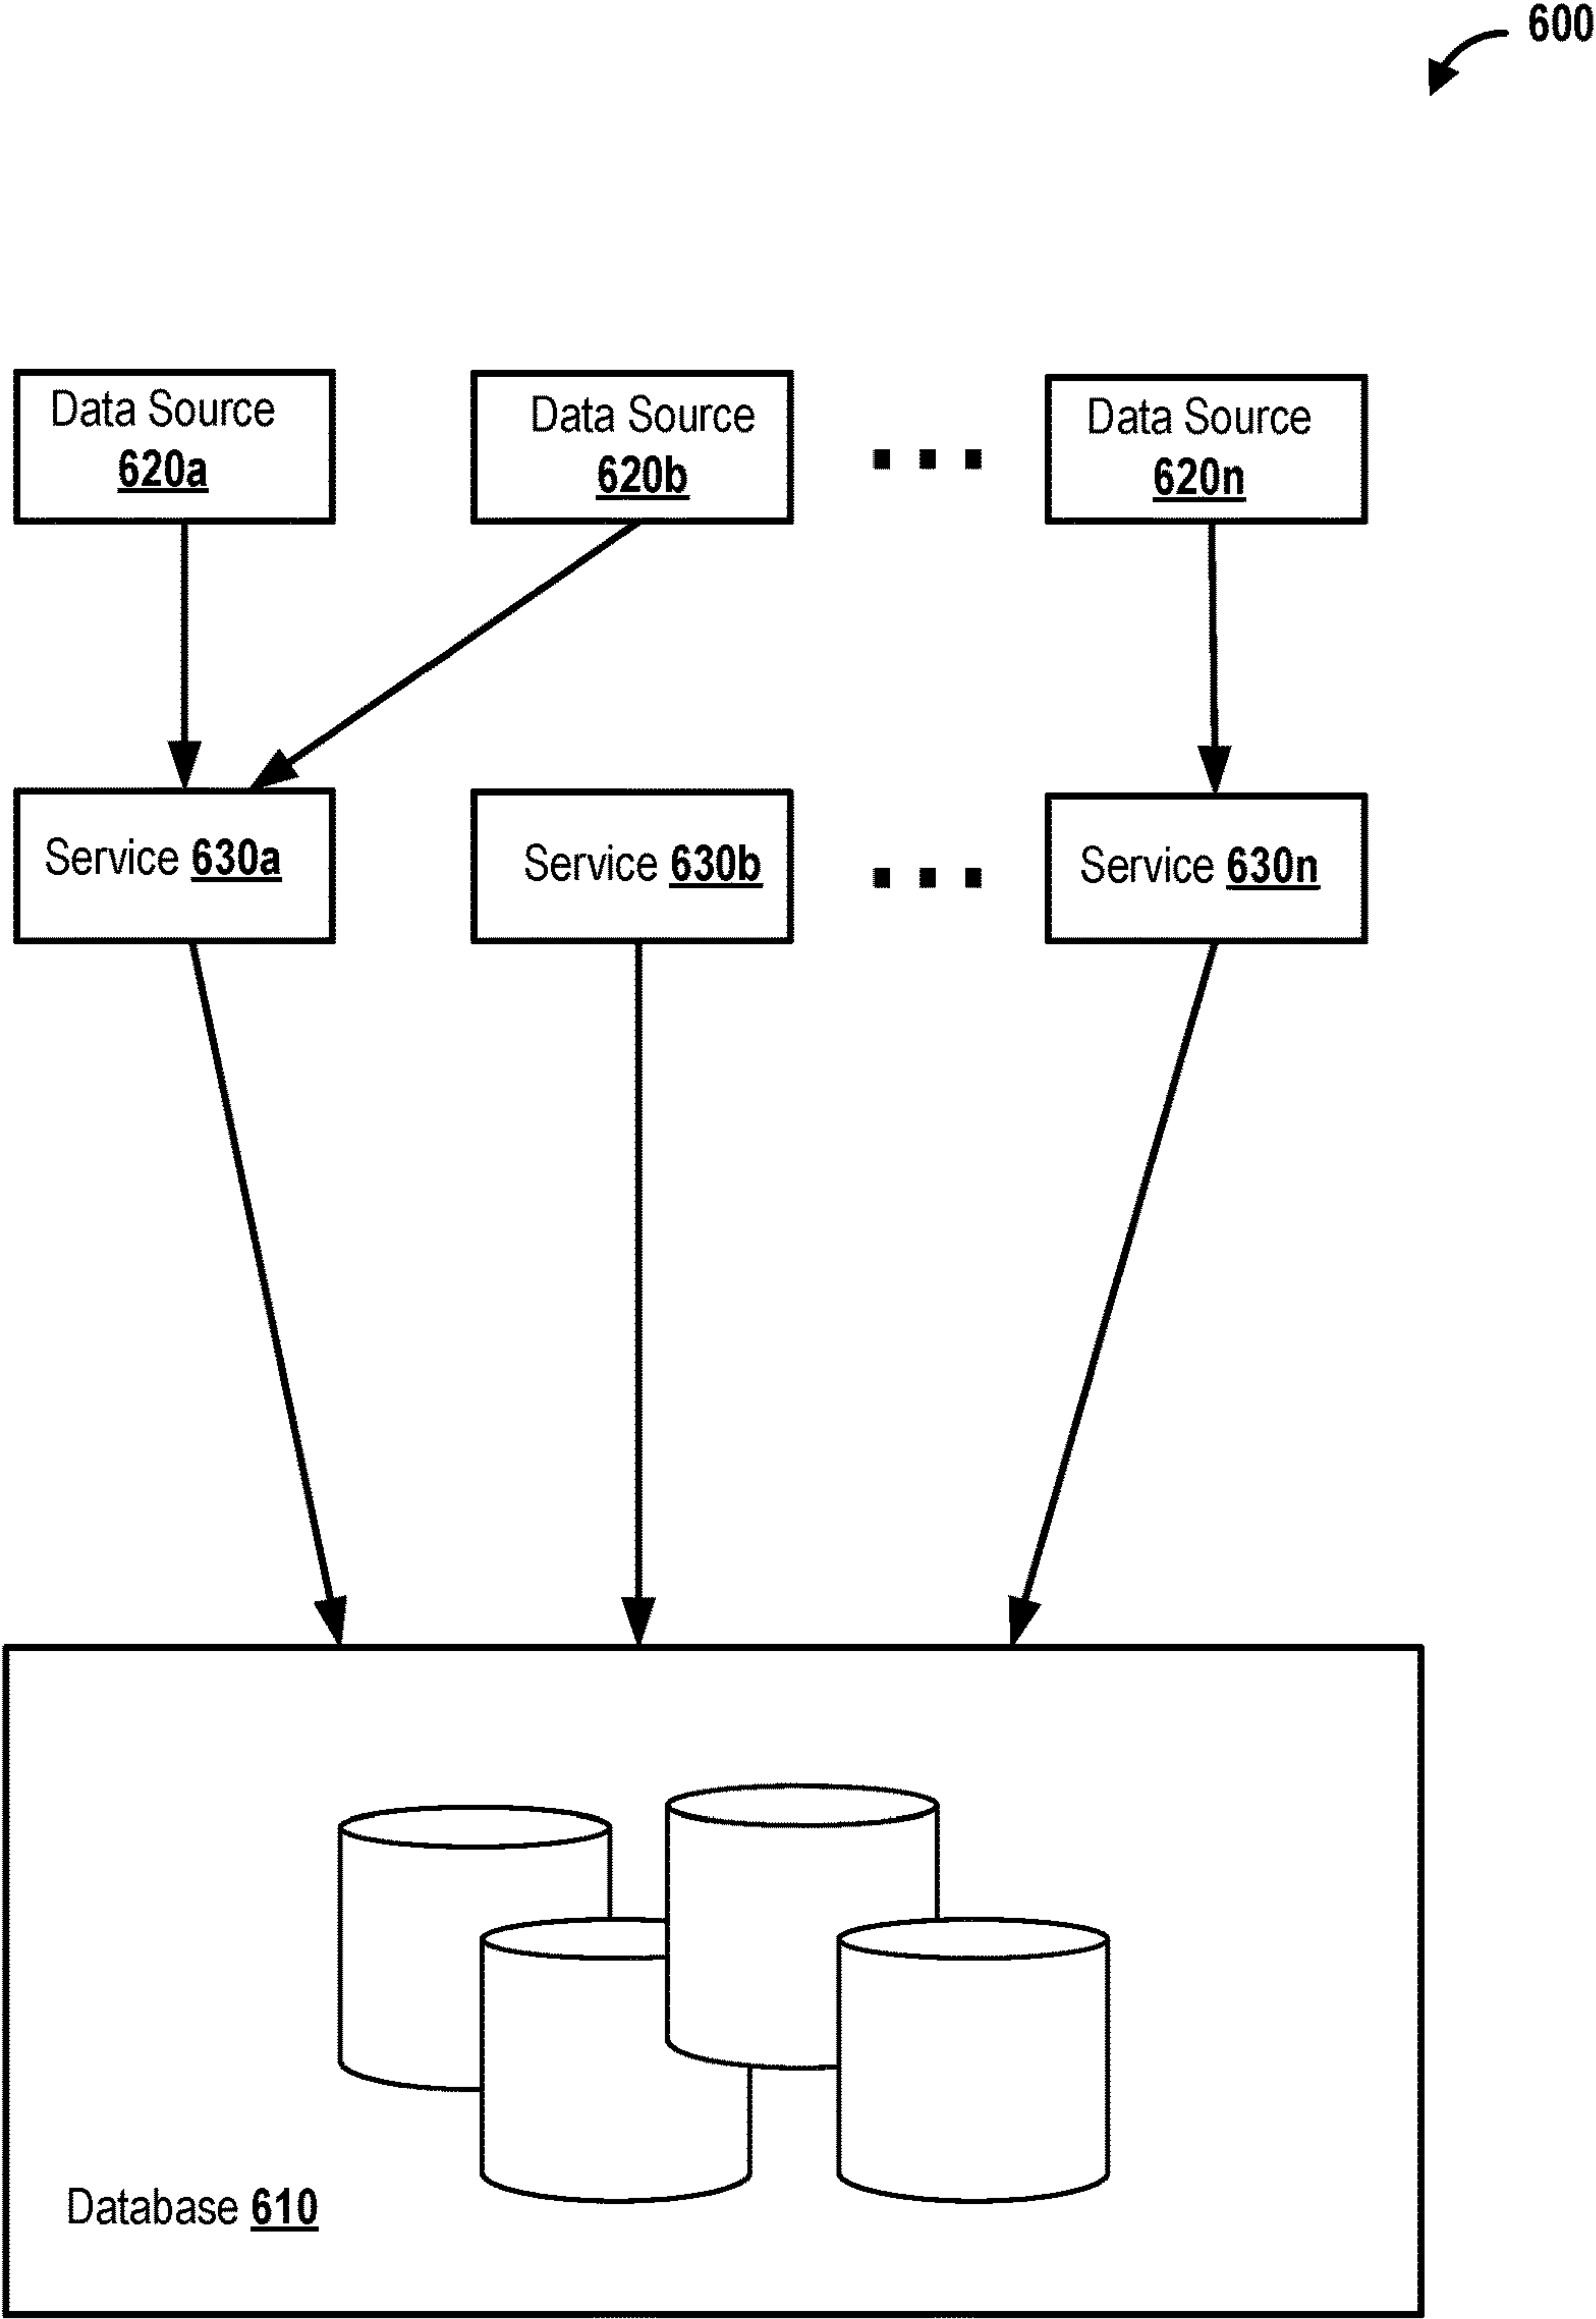 600
Data Source
620a
Data Source
620b
Data Source
620n
Service 630a
Service 630b
Service 630n
Database 610